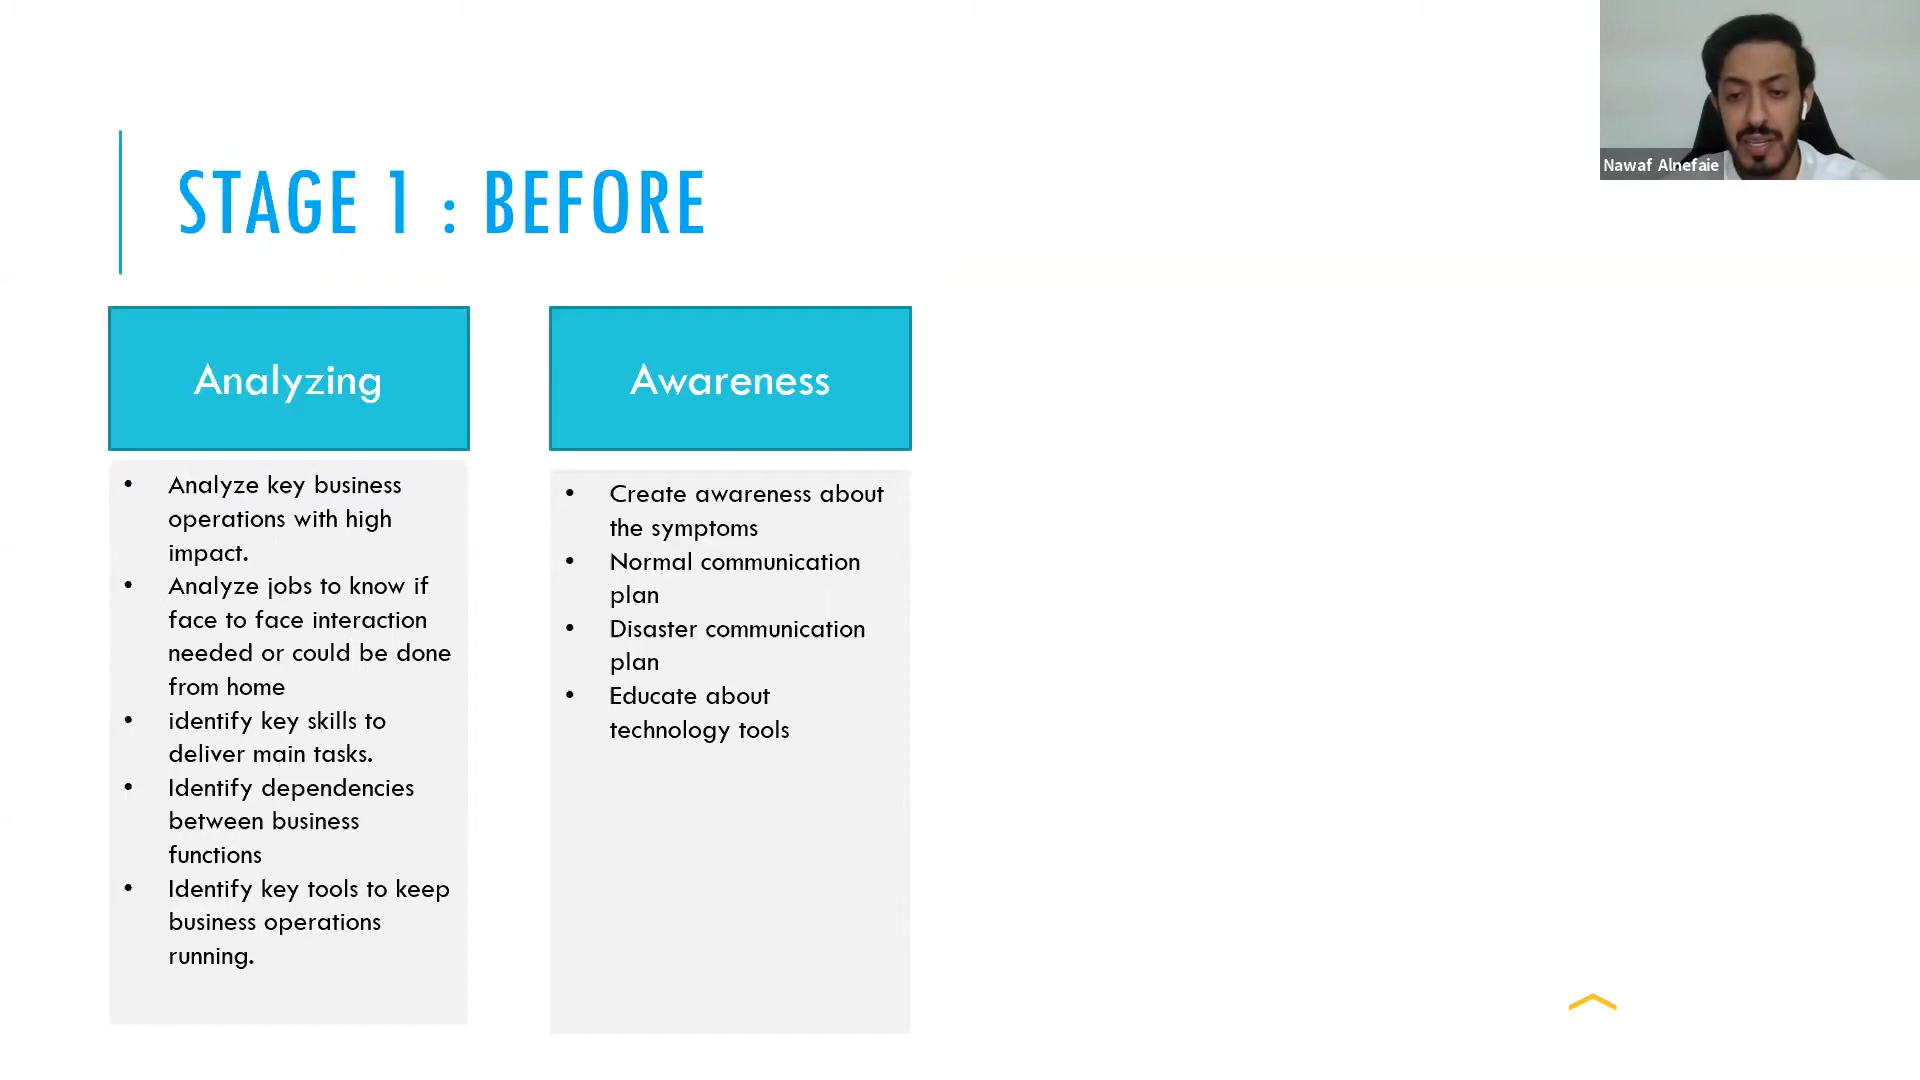 Nawaf Alnefaie
STAGE 1 : BEFORE
Analyzing
• Analyze key business
operations with high
impact.
• Analyze jobs to know if
face to face interaction
needed or could be done
from home
• identify key skills to
deliver main tasks.
• Identify dependencies
between business
functions
• Identify key tools to keep
business operations
running.
Awareness
• Create awareness about
the symptoms
• Normal communication
plan
• Disaster communication
plan
• Educate about
technology tools